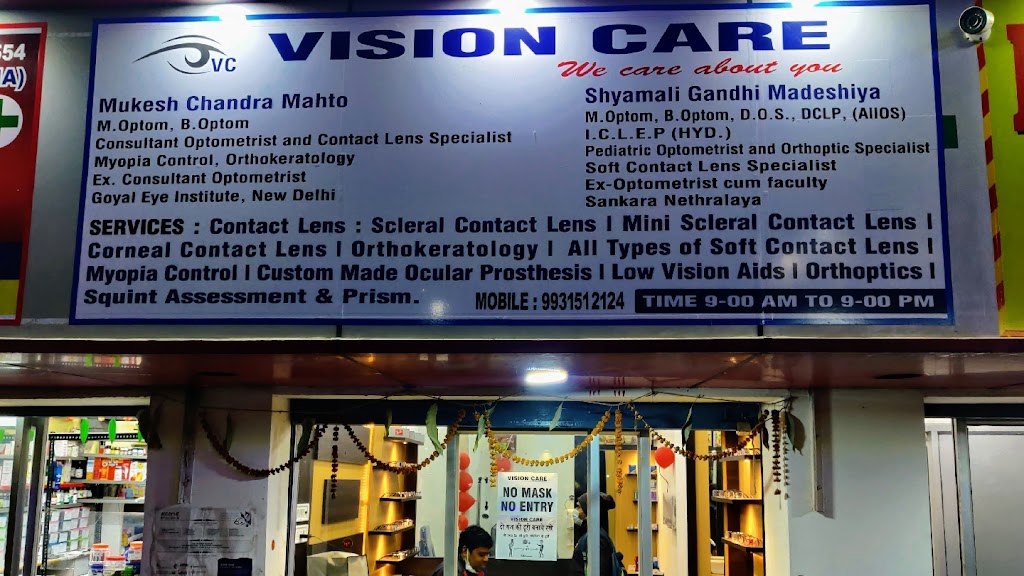 554
IA)
VC
VISION CARE
We care about you
Mukesh Chandra Mahto
M.Optom, B.Optom
Consultant Optometrist and Contact Lens Specialist
Myopia Control, Orthokeratology
Ex. Consultant Optometrist
Goyal Eye Institute, New Delhi
Shyamali Gandhi Madeshiya
M.Optom, B.Optom, D.O.S., DCLP, (AIIOS)
I.C.L.E.P (HYD.)
Pediatric Optometrist and Orthoptic Specialist
Soft Contact Lens Specialist
Ex-Optometrist cum faculty
Sankara Nethralaya
SERVICES : Contact Lens : Scleral Contact Lens I Mini Scleral Contact Lens I
Corneal Contact Lens I Orthokeratology I All Types of Soft Contact Lens I
Myopia Control I Custom Made Ocular Prosthesis I Low Vision Aids I Orthoptics I
Squint Assessment & Prism.
MOBILE : 9931512124
TIME 9-00 AM TO 9-00 PM
VISION CARE
NO MASK
NO ENTRY
VISION CARE
दो गज की दूरी बनाये रखे